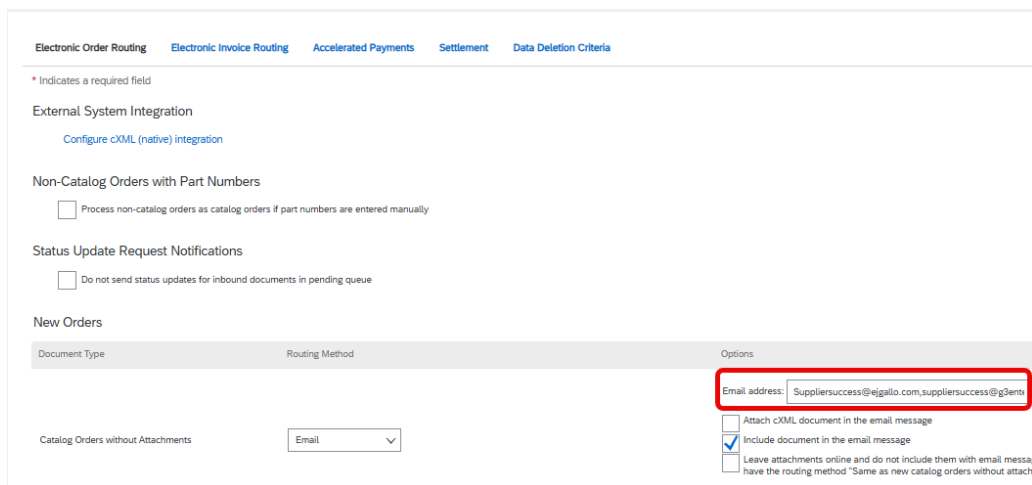 Electronic Order Routing Electronic Invoice Routing Accelerated Payments Settlement Data Deletion Criteria
* Indicates a required field
External System Integration
Configure cXML (native) integration
Non-Catalog Orders with Part Numbers
Process non-catalog orders as catalog orders if part numbers are entered manually
Status Update Request Notifications
Do not send status updates for inbound documents in pending queue
New Orders
Document Type Routing Method Options
Email address: Suppliersuccess@ejgallo.com,suppliersuccess@g3ente
Attach cXML document in the email message
Catalog Orders without Attachments Email Include document in the email message
Leave attachments online and do not include them with email messag
have the routing method "Same as new catalog orders without attach